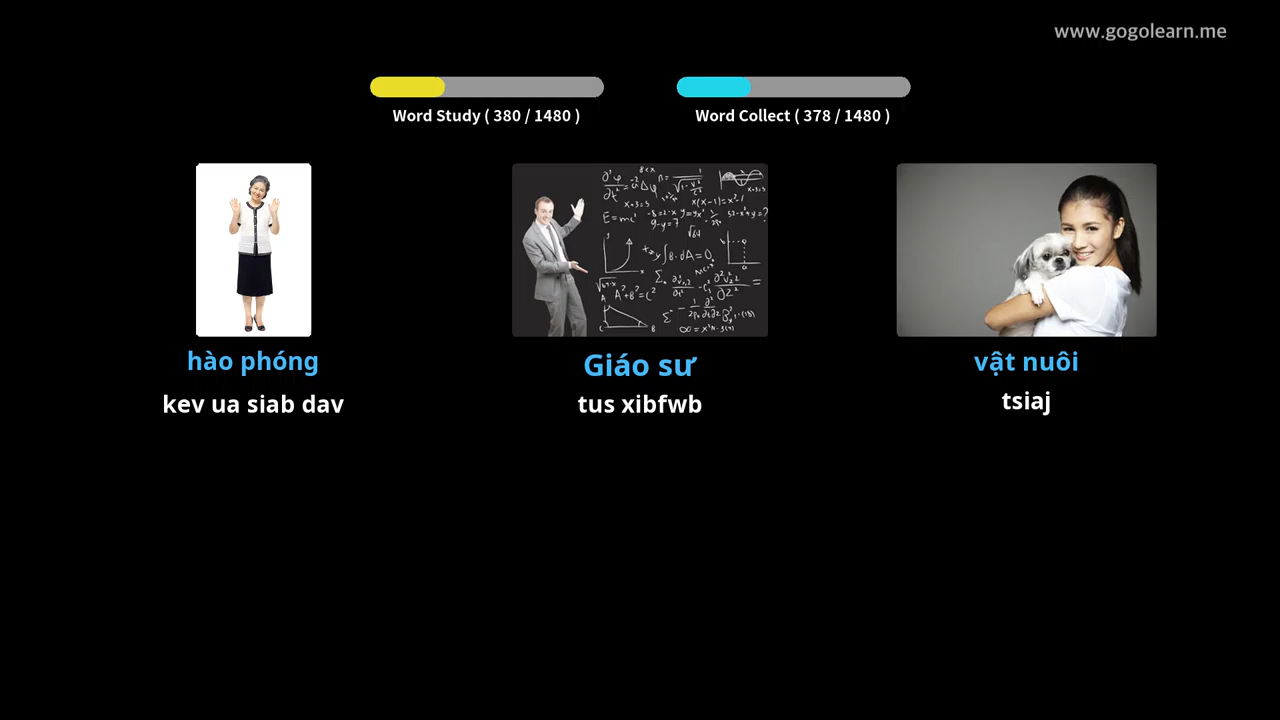 www.gogolearn.me
Word Study ( 380 / 1480 )
Word Collect ( 378 / 1480 )
hào phóng
Giáo sư
vật nuôi
kev ua siab dav
tus xibfwb
tsiaj